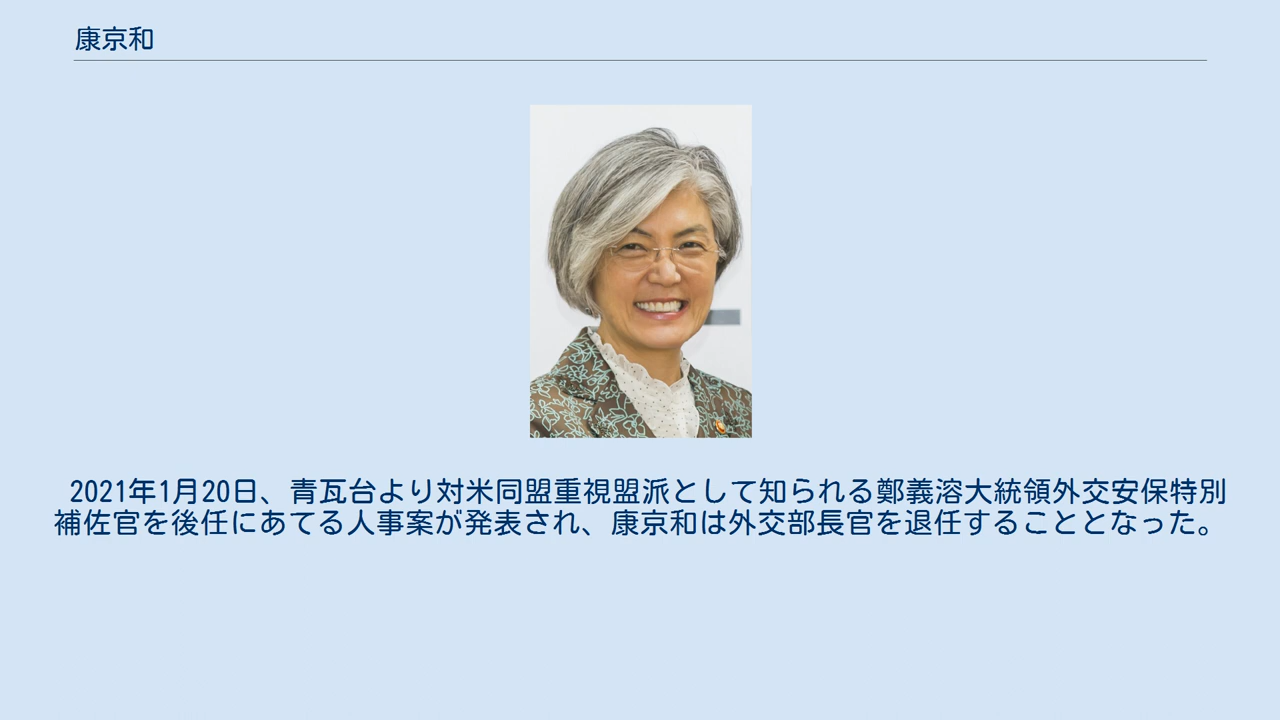 康京和
2021年1月20日、青瓦台より対米同盟重視盟派として知られる鄭義溶大統領外交安保特別
補佐官を後任にあてる人事案が発表され、康京和は外交部長官を退任することとなった。